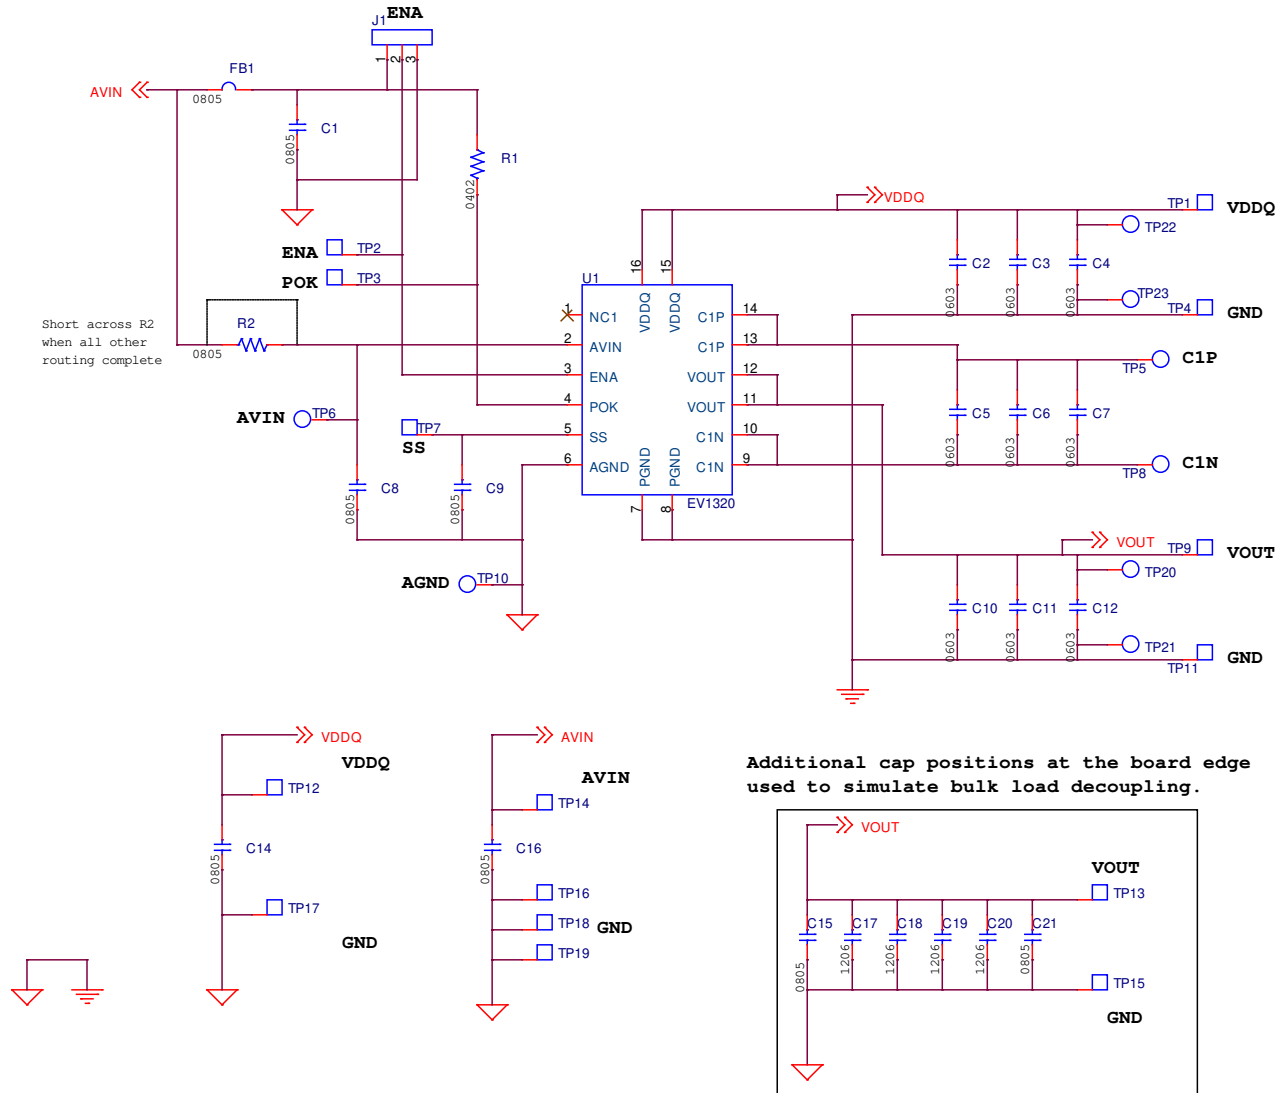 J1
ENA
1
2
3
AVIN
FB1
0805
C1
0805
R1
0402
VDDQ
TP1
VDDQ
TP22
ENA
TP2
POK
TP3
C2
C3
C4
0603
0603
0603
TP23
TP4
GND
U1
16
15
VDDQ
VDDQ
1
NC1
2
AVIN
3
ENA
4
POK
5
SS
6
AGND
C1P
14
C1P
13
VOUT
12
VOUT
11
C1N
10
C1N
9
PGND
PGND
7
8
EV1320
Short across R2
when all other
routing complete
R2
0805
TP5
C1P
C5
C6
C7
0603
0603
0603
AVIN
TP6
TP7
SS
TP8
C1N
C8
0805
C9
0805
VOUT
TP9
VOUT
TP20
AGND
TP10
C10
C11
C12
0603
0603
0603
TP21
GND
TP11
VDDQ
VDDQ
TP12
C14
0805
TP17
GND
AVIN
AVIN
TP14
C16
0805
TP16
TP18
GND
TP19
Additional cap positions at the board edge
used to simulate bulk load decoupling.
VOUT
VOUT
TP13
C15
C17
C18
C19
C20
C21
0805
1206
1206
1206
1206
0805
TP15
GND